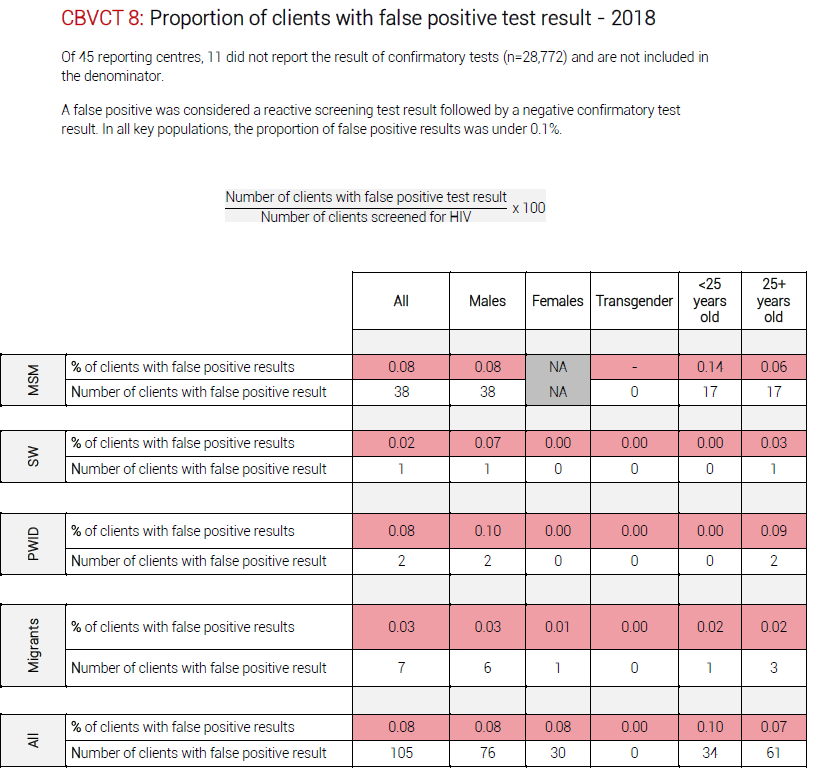 CBVCT 8: Proportion of clients with false positive test result - 2018
Of 45 reporting centres, 11 did not report the result of confirmatory tests (n=28,772) and are not included in
the denominator.
A false positive was considered a reactive screening test result followed by a negative confirmatory test
result. In all key populations, the proportion of false positive results was under 0.1%.
Number of clients with false positive test result
Number of clients screened for HIV
x 100
All Males Females Transgender <25 years old 25+ years old
MSM
% of clients with false positive results 0.08 0.08 NA - 0.14 0.06
Number of clients with false positive result 38 38 NA 0 17 17
SW
% of clients with false positive results 0.02 0.07 0.00 0.00 0.00 0.03
Number of clients with false positive result 1 1 0 0 0 1
PWID
% of clients with false positive results 0.08 0.10 0.00 0.00 0.00 0.09
Number of clients with false positive result 2 2 0 0 0 2
Migrants
% of clients with false positive results 0.03 0.03 0.01 0.00 0.02 0.02
Number of clients with false positive result 7 6 1 0 1 3
All
% of clients with false positive results 0.08 0.08 0.08 0.00 0.10 0.07
Number of clients with false positive result 105 76 30 0 34 61